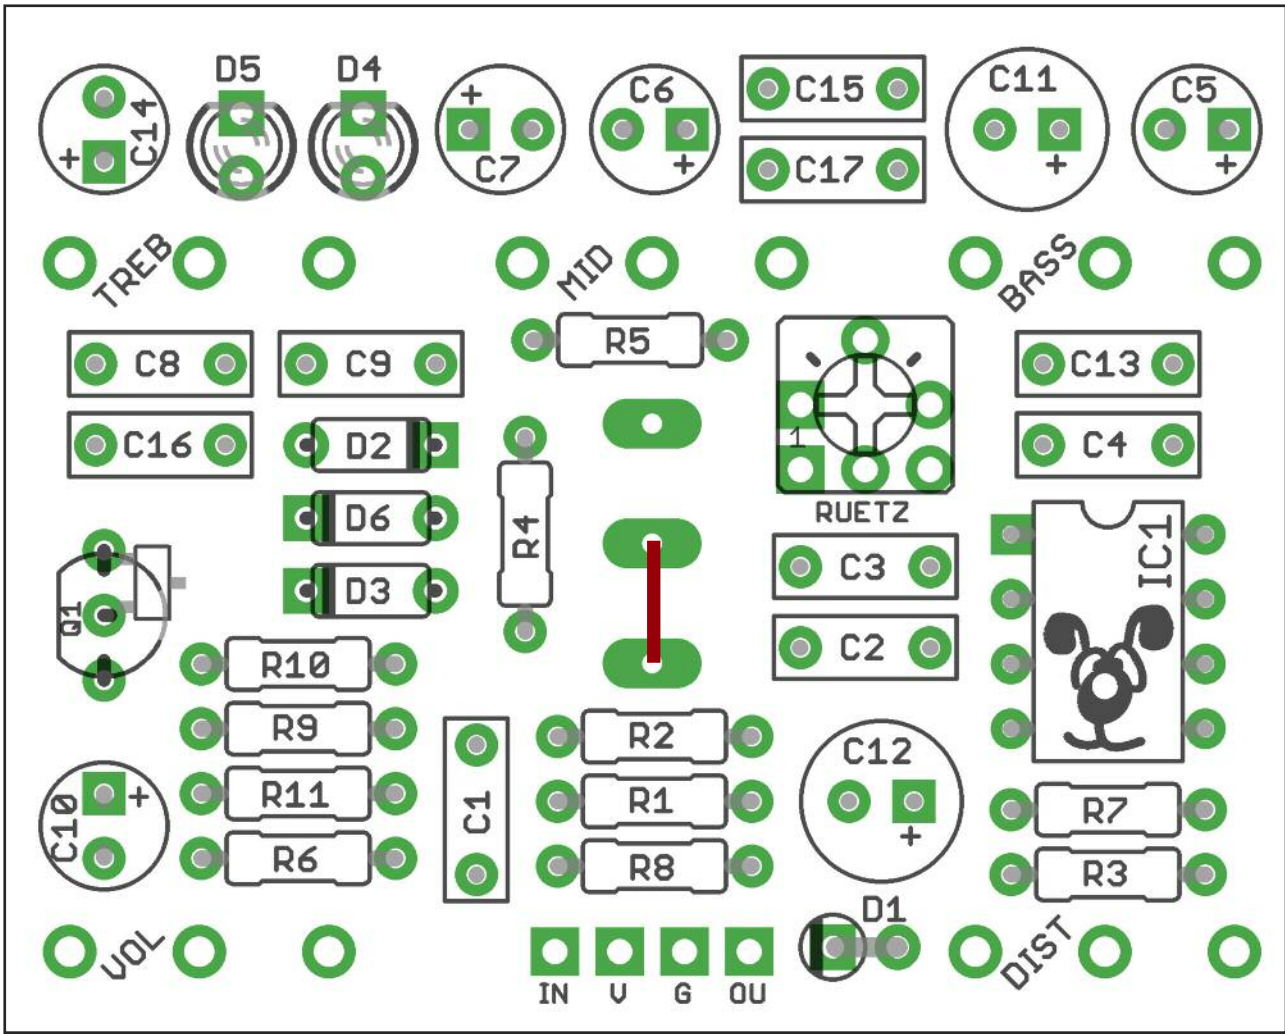 D5 D4
C14 + C7 + C6 + C15 C11 + C5 +
C17
TREB MID BASS
R5
C8 C9 C13
C16 D2 R4 1 C4
RUETZ
D6 IC1
D3 C3
Q1 C2
R10
R9 R2 C12
C10 + R11 C1 R1 + R7
R6 R8 R3
D1
VOL DIST
IN V G OU